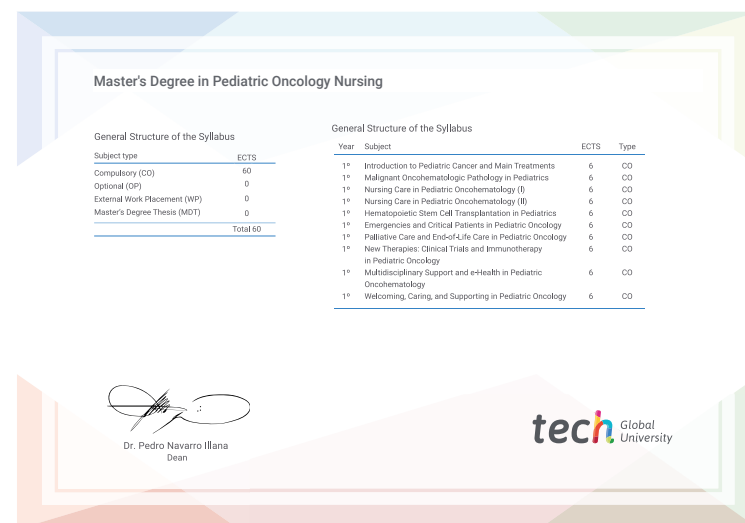 Master's Degree in Pediatric Oncology Nursing
General Structure of the Syllabus
Subject type ECTS
Compulsory (CO) 60
Optional (OP) 0
External Work Placement (WP) 0
Master's Degree Thesis (MDT) 0
Total 60
General Structure of the Syllabus
Year Subject ECTS Type
1º Introduction to Pediatric Cancer and Main Treatments 6 CO
1º Malignant Oncohematologic Pathology in Pediatrics 6 CO
1º Nursing Care in Pediatric Oncohematology (I) 6 CO
1º Nursing Care in Pediatric Oncohematology (II) 6 CO
1º Hematopoietic Stem Cell Transplantation in Pediatrics 6 CO
1º Emergencies and Critical Patients in Pediatric Oncology 6 CO
1º Palliative Care and End-of-Life Care in Pediatric Oncology 6 CO
1º New Therapies: Clinical Trials and Immunotherapy 6 CO
in Pediatric Oncology
1º Multidisciplinary Support and e-Health in Pediatric 6 CO
Oncohematology
1º Welcoming, Caring, and Supporting in Pediatric Oncology 6 CO
Dr. Pedro Navarro Illana
Dean
tech Global
University